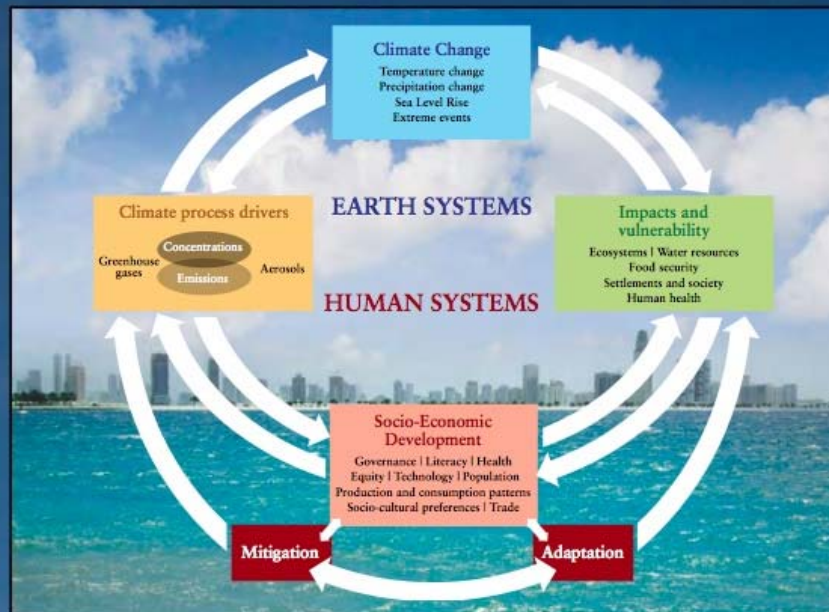 Climate Change
Temperature change
Precipitation change
Sea Level Rise
Extreme events
EARTH SYSTEMS
Climate process drivers
Concentrations
Greenhouse
gases
Emissions
Aerosols
Impacts and
vulnerability
Ecosystems | Water resources
Food security
Settlements and society
Human health
HUMAN SYSTEMS
Socio-Economic
Development
Governance | Literacy | Health
Equity | Technology | Population
Production and consumption patterns
Socio-cultural preferences | Trade
Mitigation
Adaptation